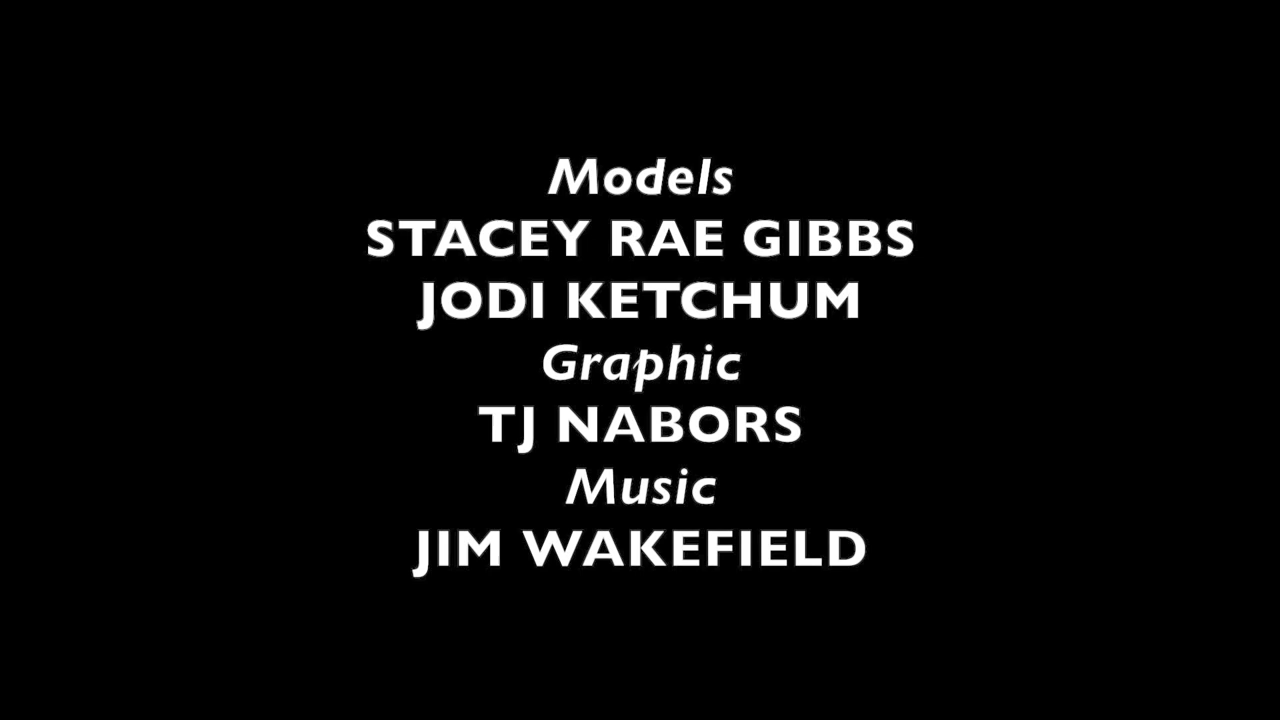 Models
STACEY RAE GIBBS
JODI KETCHUM
Graphic
TJ NABORS
Music
JIM WAKEFIELD